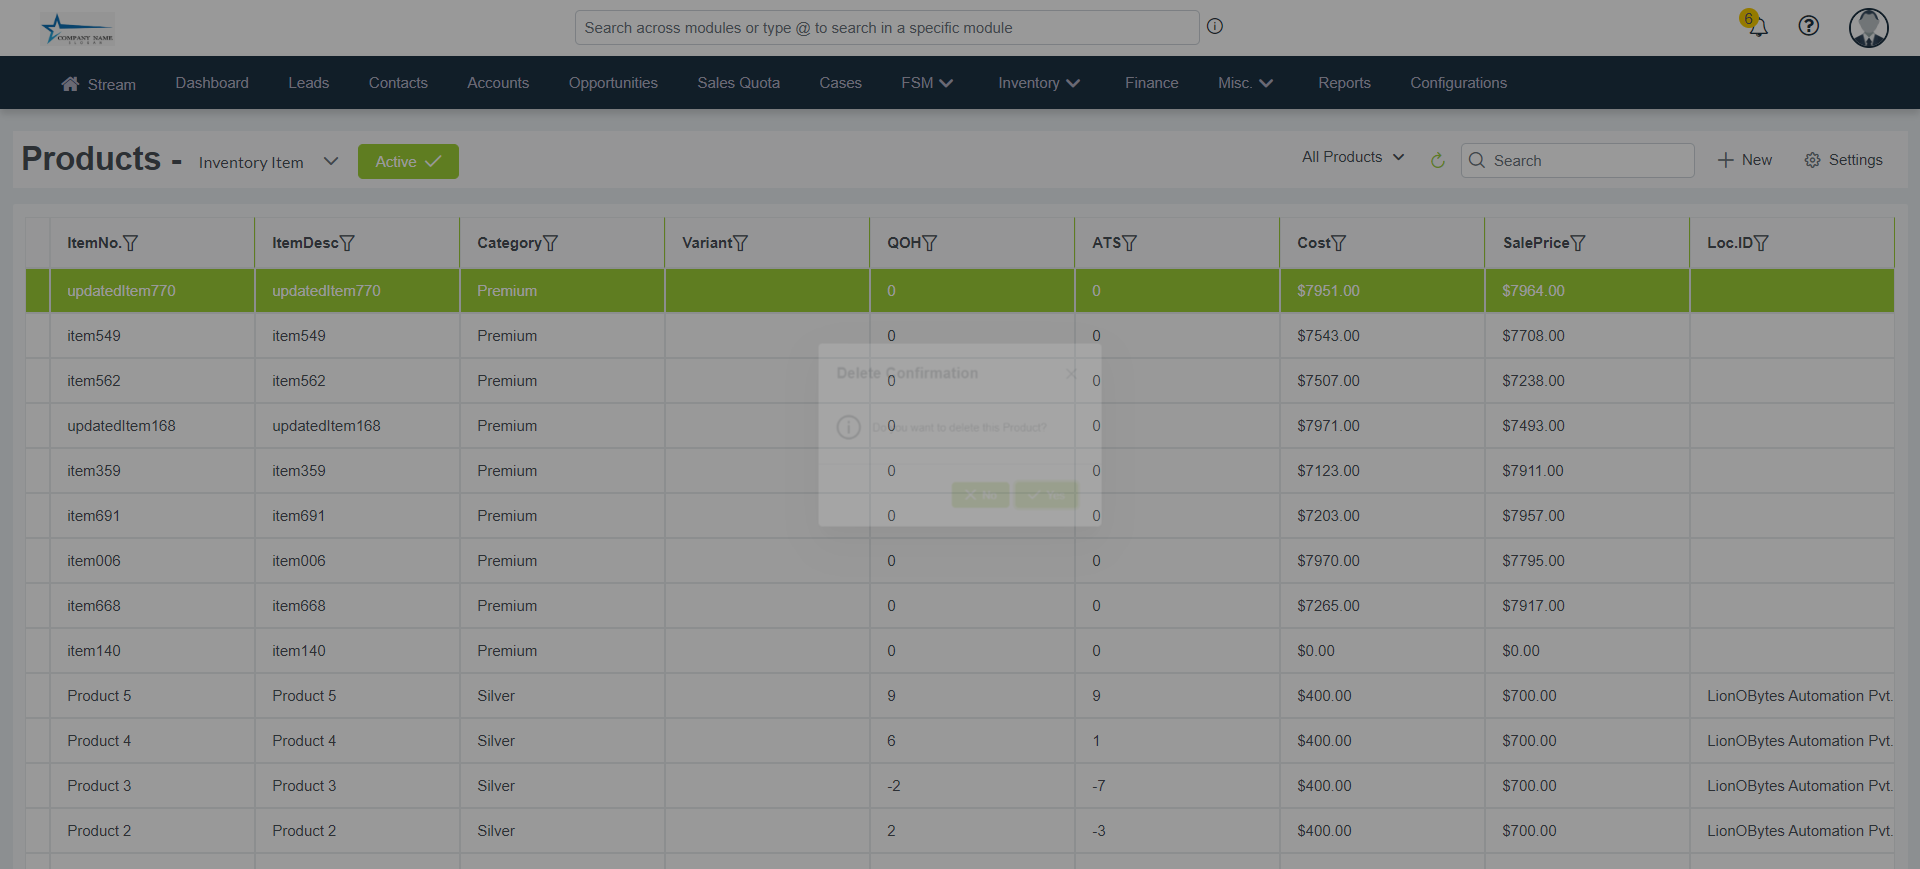 COMPANY NAME
Search across modules or type @ to search in a specific module
6
Stream Dashboard Leads Contacts Accounts Opportunities Sales Quota Cases FSM Inventory Finance Misc. Reports Configurations
Products - Inventory Item Active All Products Search New Settings
ItemNo. ItemDesc Category Variant QOH ATS Cost SalePrice Loc.ID
updatedItem770 updatedItem770 Premium 0 0 $7951.00 $7964.00
item549 item549 Premium 0 0 $7543.00 $7708.00
Delete Confirmation
item562 item562 Premium 0 0 $7507.00 $7238.00
updatedItem168 updatedItem168 Premium 0 0 $7971.00 $7493.00
Do you want to delete this Product?
item359 item359 Premium 0 0 $7123.00 $7911.00
No Yes
item691 item691 Premium 0 0 $7203.00 $7957.00
item006 item006 Premium 0 0 $7970.00 $7795.00
item668 item668 Premium 0 0 $7265.00 $7917.00
item140 item140 Premium 0 0 $0.00 $0.00
Product 5 Product 5 Silver 9 9 $400.00 $700.00 LionOBytes Automation Pvt.
Product 4 Product 4 Silver 6 1 $400.00 $700.00 LionOBytes Automation Pvt.
Product 3 Product 3 Silver -2 -7 $400.00 $700.00 LionOBytes Automation Pvt.
Product 2 Product 2 Silver 2 -3 $400.00 $700.00 LionOBytes Automation Pvt.